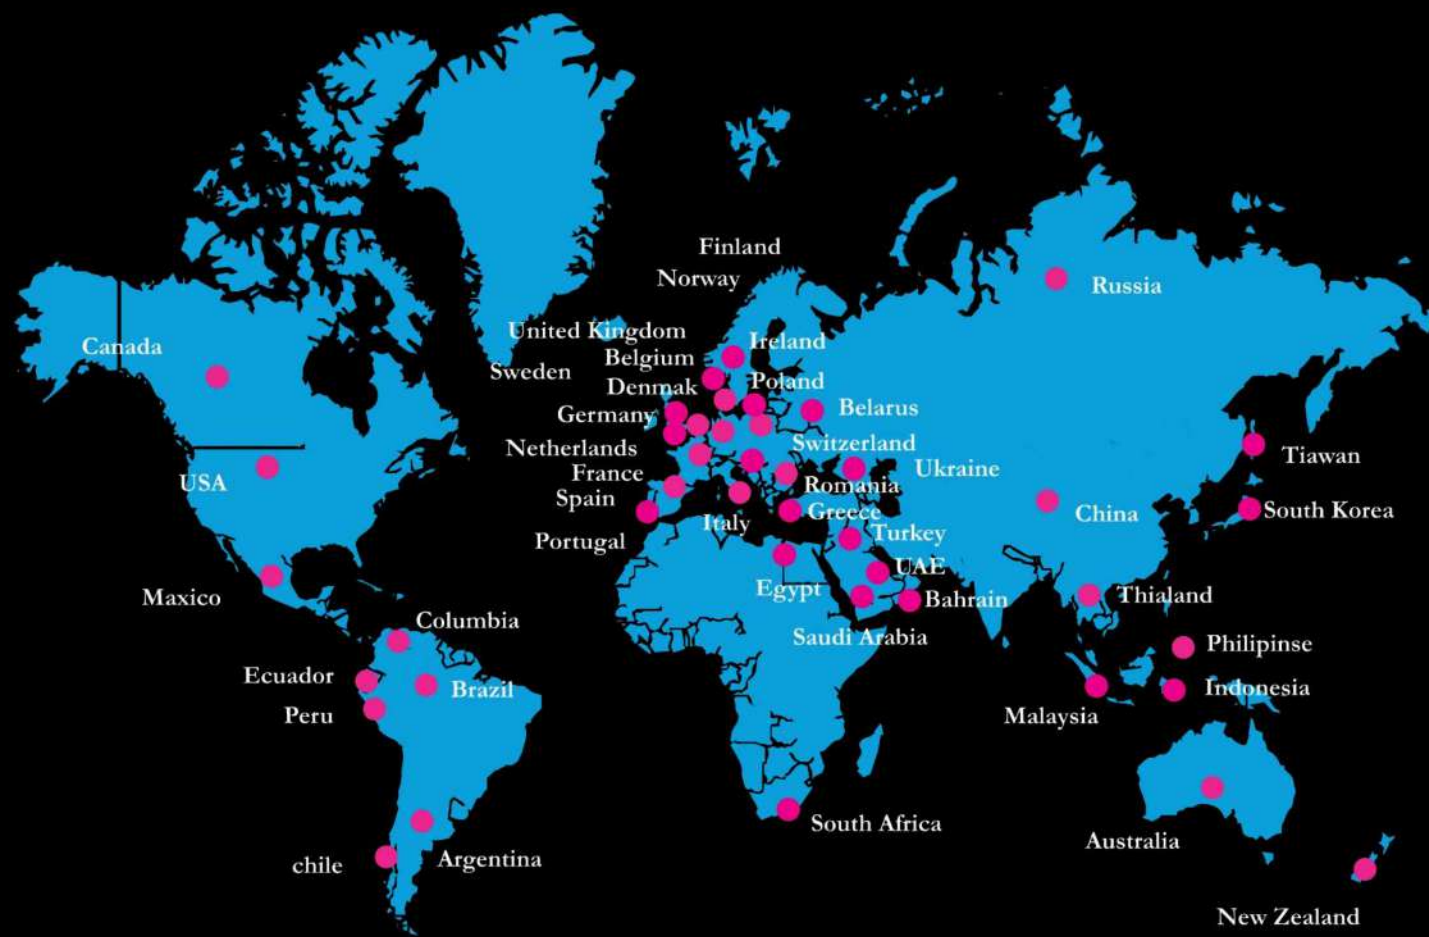 Finland
Norway
Russia
United Kingdom
Ireland
Canada
Belgium
Sweden
Denmak
Poland
Germany
Belarus
Netherlands
Switzerland
Tiawan
France
Ukraine
USA
Spain
Romania
Greece
South Korea
China
Italy
Portugal
Turkey
UAE
Egypt
Maxico
Bahrain
Thialand
Columbia
Saudi Arabia
Philipinse
Ecuador
Brazil
Indonesia
Peru
Malaysia
South Africa
Australia
chile
Argentina
New Zealand